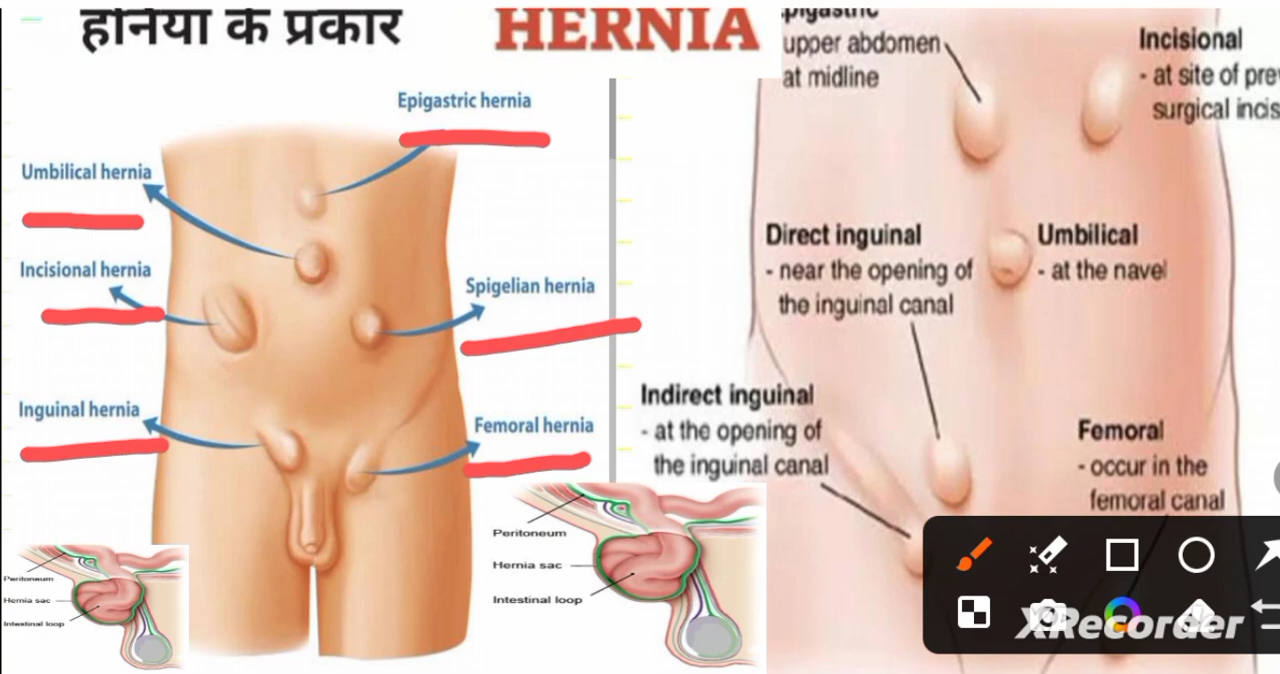 हर्निया के प्रकार
HERNIA
Epigastric hernia
Umbilical hernia
Incisional hernia
Spigelian hernia
Inguinal hernia
Femoral hernia
Peritoneum
Hernia sac
Intestinal loop
Peritoneum
Hernia sac
Intestinal loop
upper abdomen
at midline
Incisional
- at site of
surgical
Direct inguinal
- near the opening of
the inguinal canal
Umbilical
- at the navel
Indirect inguinal
- at the opening of
the inguinal canal
Femoral
- occur in the
femoral canal
XRecorder